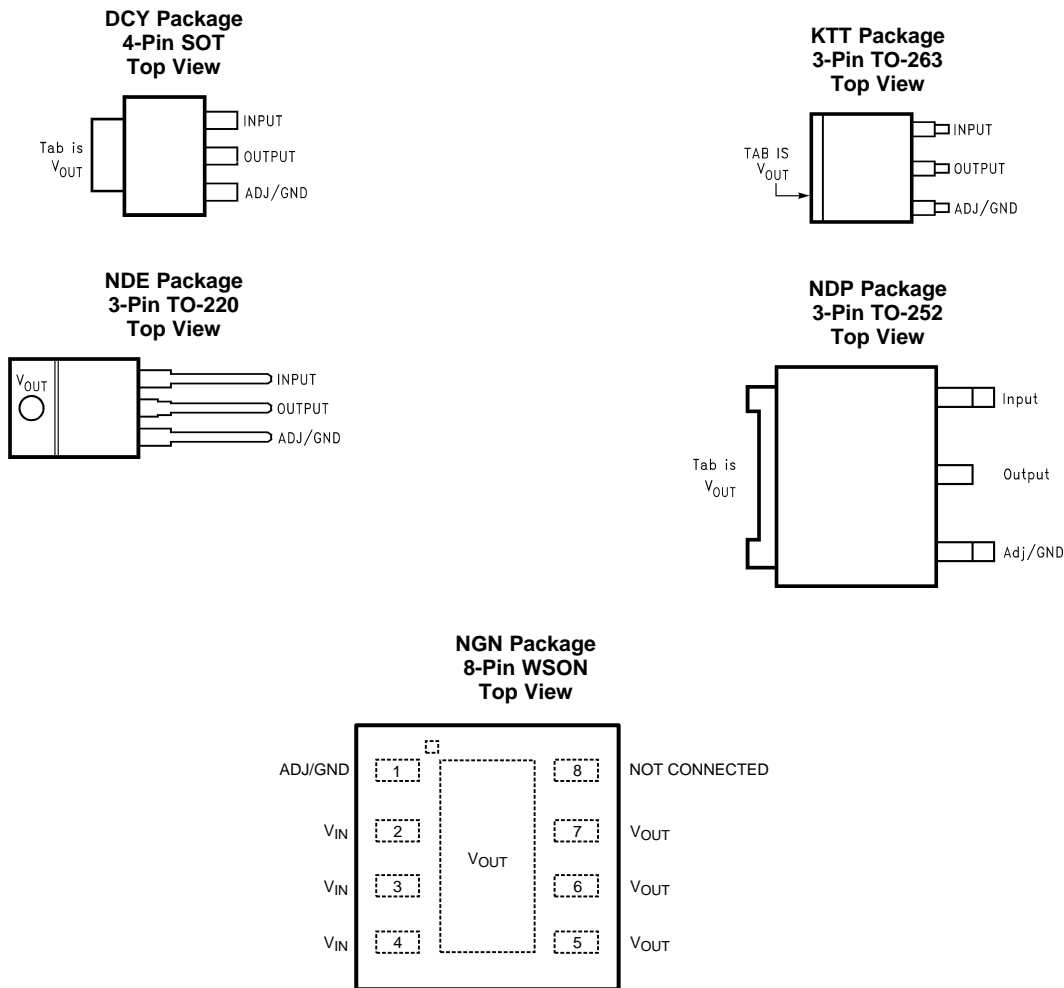 DCY Package
4-Pin SOT
Top View
Tab is
VOUT
INPUT
OUTPUT
ADJ/GND
KTT Package
3-Pin TO-263
Top View
TAB IS
VOUT
INPUT
OUTPUT
ADJ/GND
NDE Package
3-Pin TO-220
Top View
VOUT
INPUT
OUTPUT
ADJ/GND
NDP Package
3-Pin TO-252
Top View
Tab is
VOUT
Input
Output
Adj/GND
NGN Package
8-Pin WSON
Top View
ADJ/GND 1 8 NOT CONNECTED
VIN 2 7 VOUT
VOUT
VIN 3 6 VOUT
VIN 4 5 VOUT